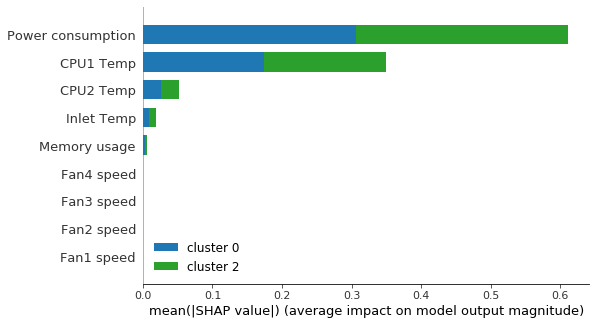 Power consumption
CPU1 Temp
CPU2 Temp
Inlet Temp
Memory usage
Fan4 speed
Fan3 speed
Fan2 speed
Fan1 speed
cluster 0
cluster 2
0.0 0.1 0.2 0.3 0.4 0.5 0.6
mean(|SHAP value|) (average impact on model output magnitude)